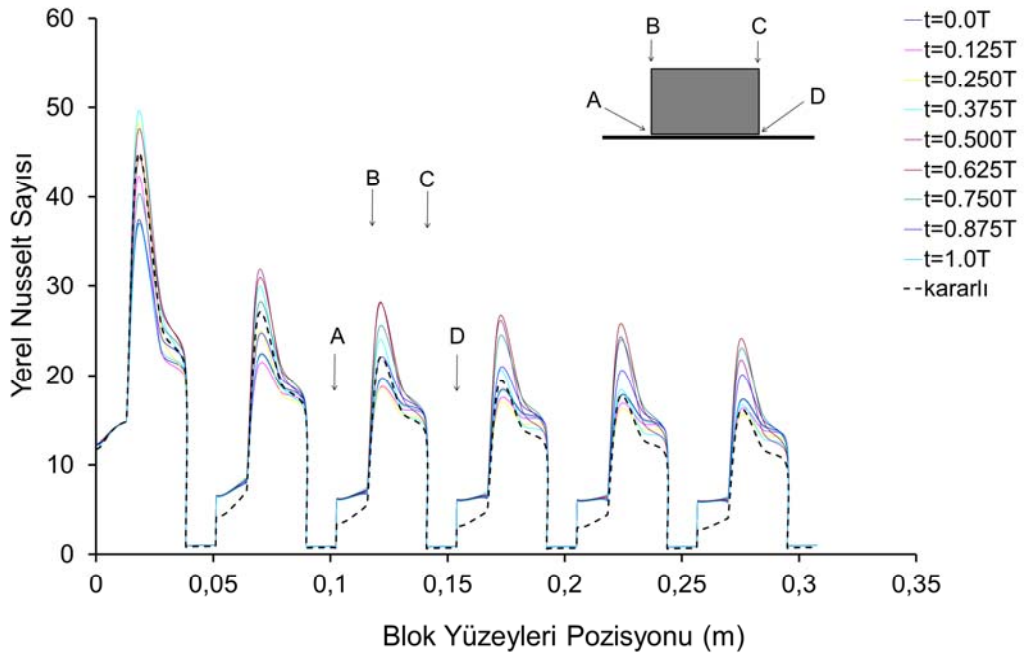 Yerel Nusselt Sayısı
60
50
40
30
20
10
0
0
0,05
0,1
0,15
0,2
0,25
0,3
0,35
Blok Yüzeyleri Pozisyonu (m)
A
B
C
D
B
C
A
D
t=0.0T
t=0.125T
t=0.250T
t=0.375T
t=0.500T
t=0.625T
t=0.750T
t=0.875T
t=1.0T
kararlı